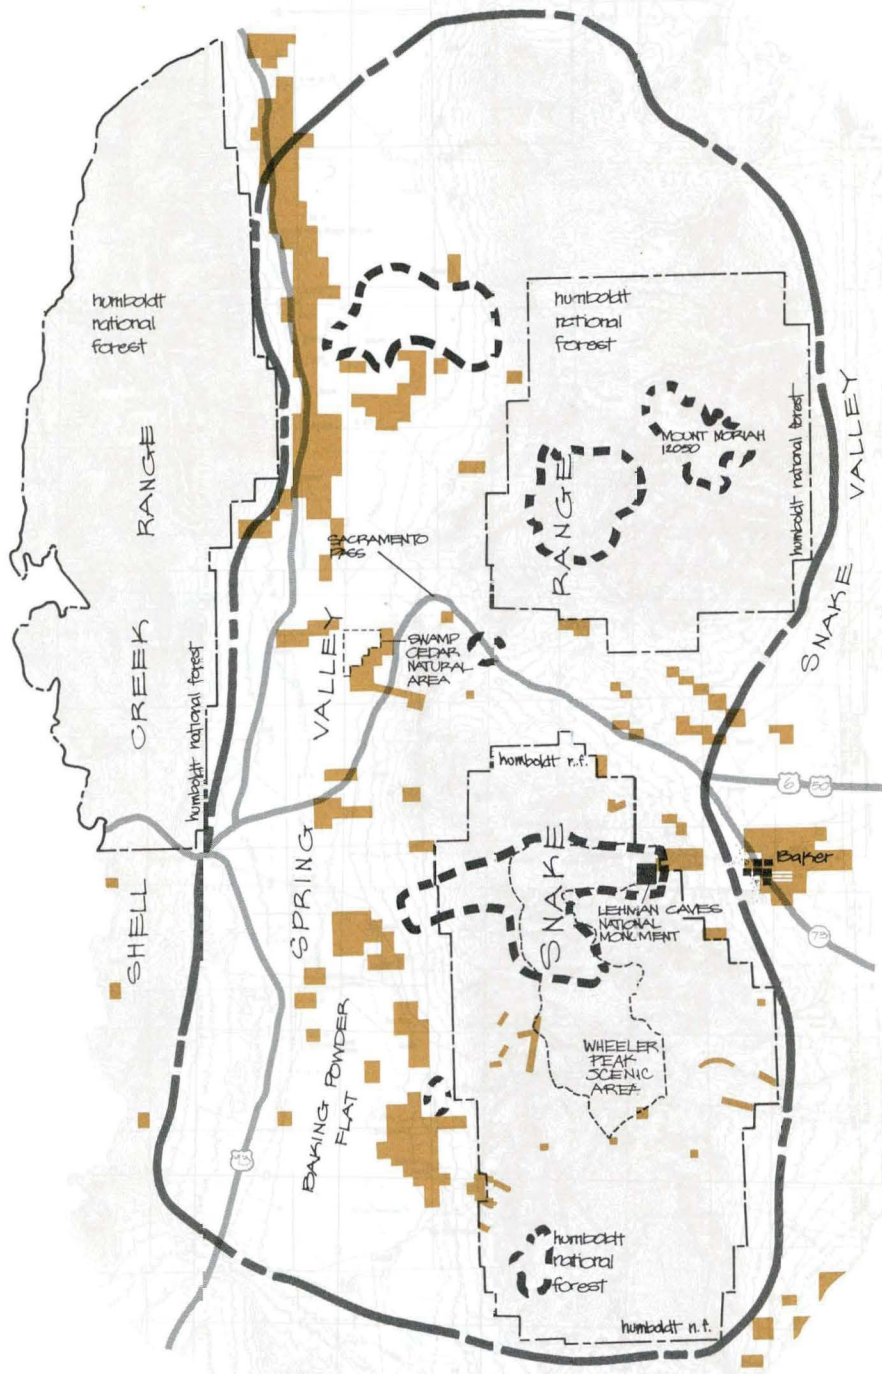 humboldt
national
forest
humboldt
national
forest
MOUNT MORIAH
12050
humboldt national forest
SNAKE VALLEY
SHELL CREEK RANGE
SACRAMENTO
PASS
SWAMP
CEDAR
NATURAL
AREA
humboldt national forest
SPRING VALLEY
SNAKE RANGE
humboldt n.f.
6
50
Baker
LEHMAN CAVES
NATIONAL
MONUMENT
73
WHEELER
PEAK
SCENIC
AREA
BAKING POWDER
FLAT
humboldt
national
forest
humboldt n.f.